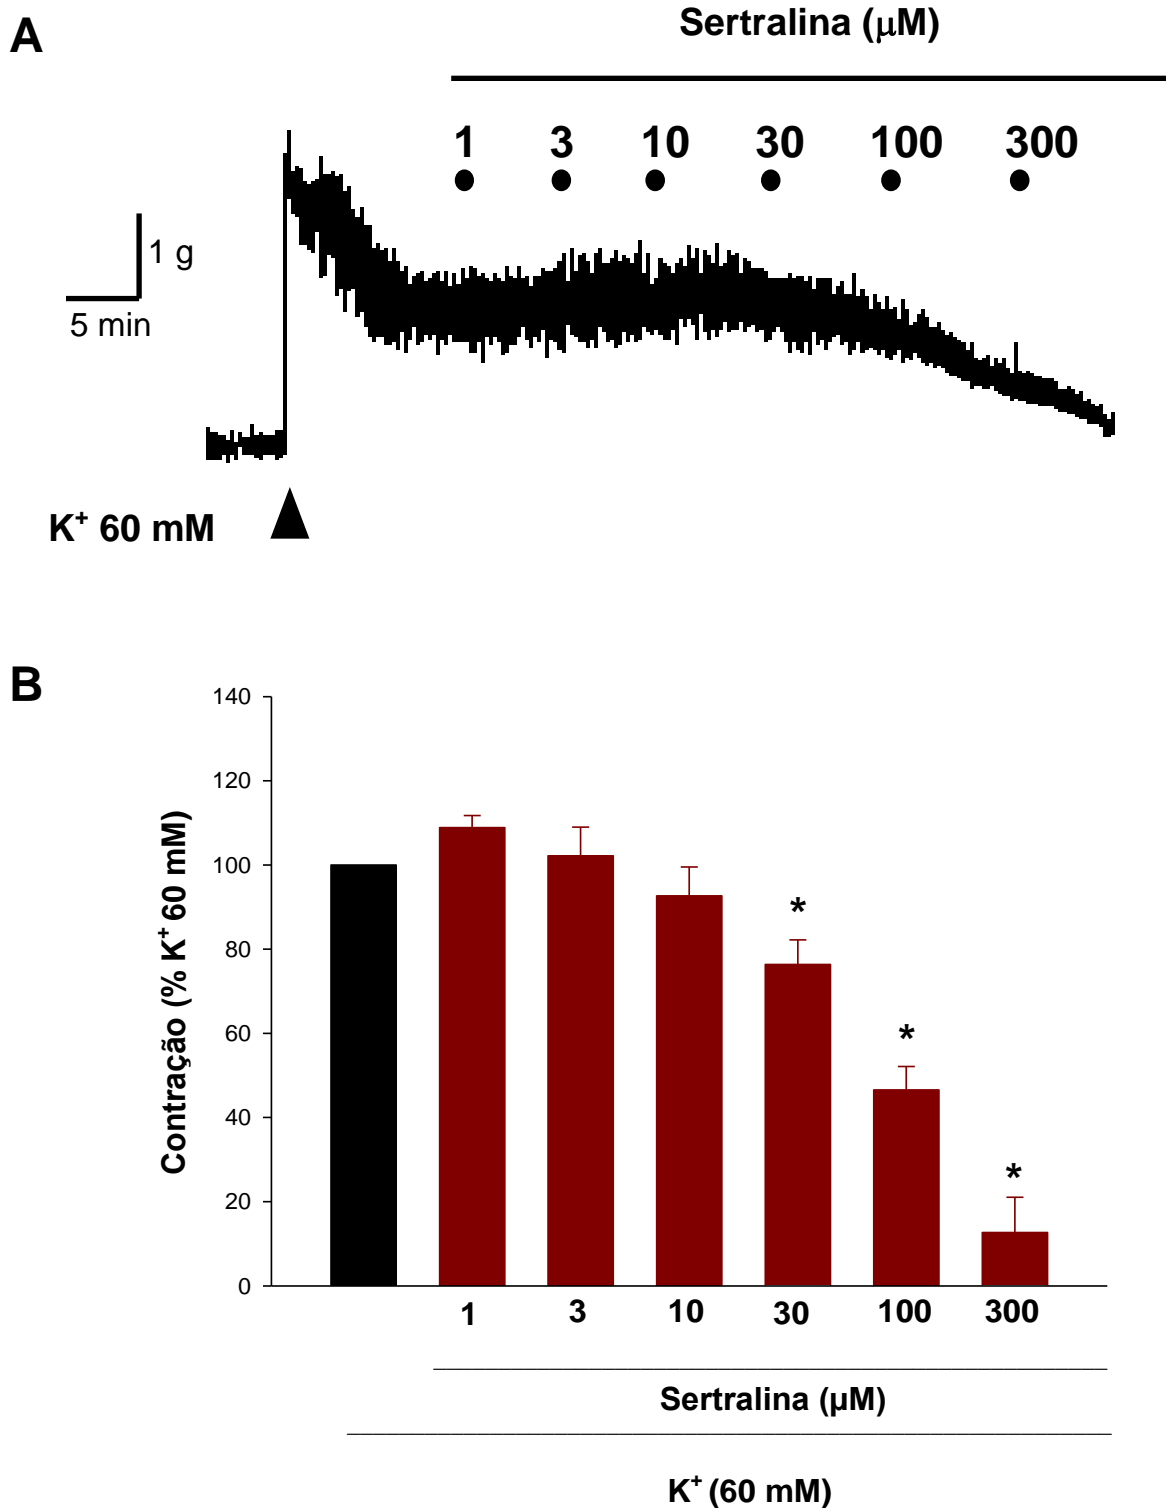 A
Sertralina (μM)
1 3 10 30 100 300
1 g
5 min
K⁺ 60 mM
B
Contração (% K⁺ 60 mM)
140
120
100
80
60
40
20
0
*
*
*
1 3 10 30 100 300
Sertralina (µM)
K⁺ (60 mM)